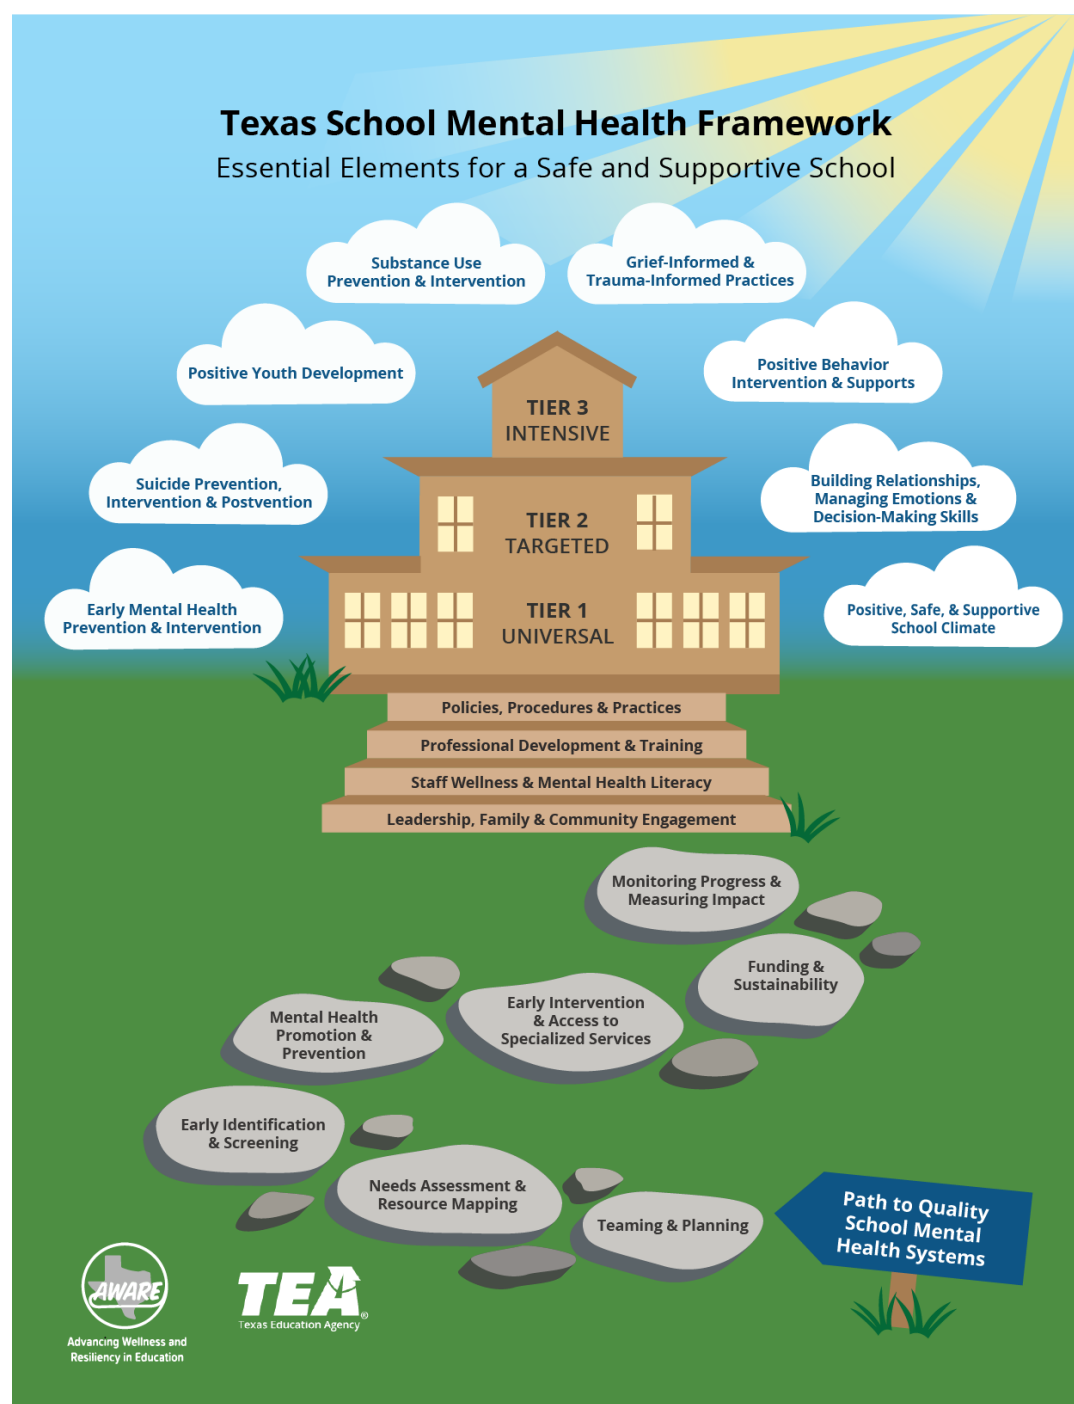 Texas School Mental Health Framework
Essential Elements for a Safe and Supportive School
Substance Use
Prevention & Intervention
Grief-Informed &
Trauma-Informed Practices
Positive Youth Development
Positive Behavior
Intervention & Supports
Suicide Prevention,
Intervention & Postvention
Building Relationships,
Managing Emotions &
Decision-Making Skills
Early Mental Health
Prevention & Intervention
Positive, Safe, & Supportive
School Climate
TIER 3
INTENSIVE
TIER 2
TARGETED
TIER 1
UNIVERSAL
Policies, Procedures & Practices
Professional Development & Training
Staff Wellness & Mental Health Literacy
Leadership, Family & Community Engagement
Monitoring Progress &
Measuring Impact
Funding &
Sustainability
Early Intervention
& Access to
Specialized Services
Mental Health
Promotion &
Prevention
Early Identification
& Screening
Needs Assessment &
Resource Mapping
Teaming & Planning
Path to Quality
School Mental
Health Systems
AWARE
Advancing Wellness and
Resiliency in Education
TEA®
Texas Education Agency